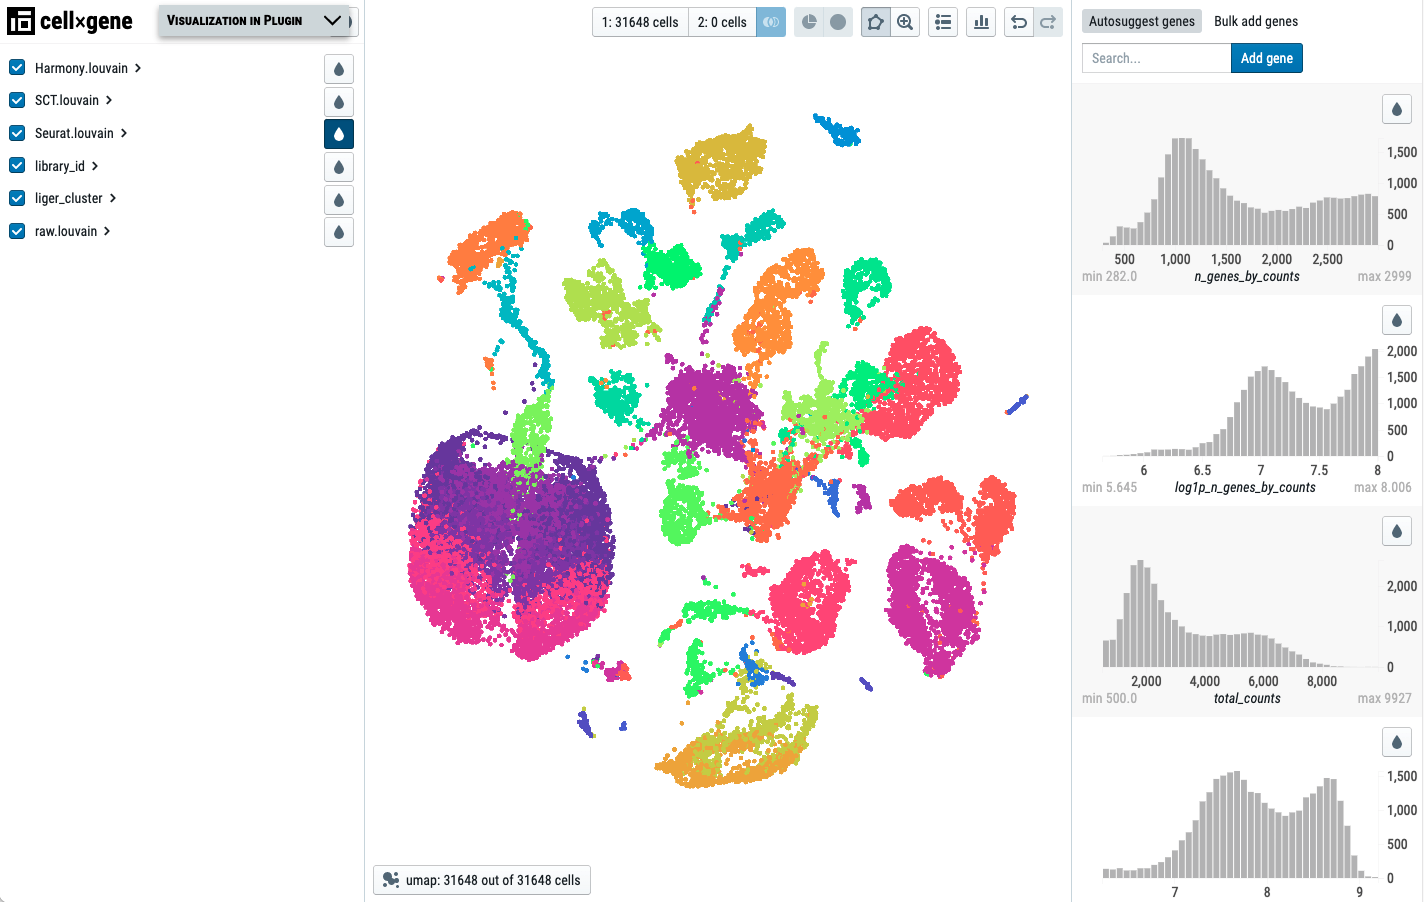 cell×gene
Visualization in Plugin
Harmony.louvain
SCT.louvain
Seurat.louvain
library_id
liger_cluster
raw.louvain
1: 31648 cells
2: 0 cells
umap: 31648 out of 31648 cells
Autosuggest genes
Bulk add genes
Search...
Add gene
1,500
1,000
500
0
500 1,000 1,500 2,000 2,500
min 282.0 n_genes_by_counts max 2999
2,000
1,500
1,000
500
0
6 6.5 7 7.5 8
min 5.645 log1p_n_genes_by_counts max 8.006
2,000
1,000
0
2,000 4,000 6,000 8,000
min 500.0 total_counts max 9927
1,500
1,000
500
0
7 8 9